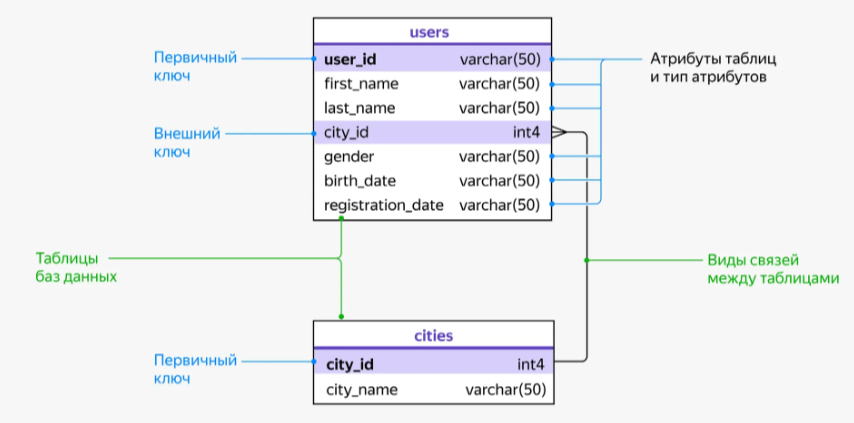 users
Первичный
ключ
user_id varchar(50)
Атрибуты таблиц
и тип атрибутов
first_name varchar(50)
last_name varchar(50)
Внешний
ключ
city_id int4
gender varchar(50)
birth_date varchar(50)
registration_date varchar(50)
Таблицы
баз данных
Виды связей
между таблицами
cities
Первичный
ключ
city_id int4
city_name varchar(50)